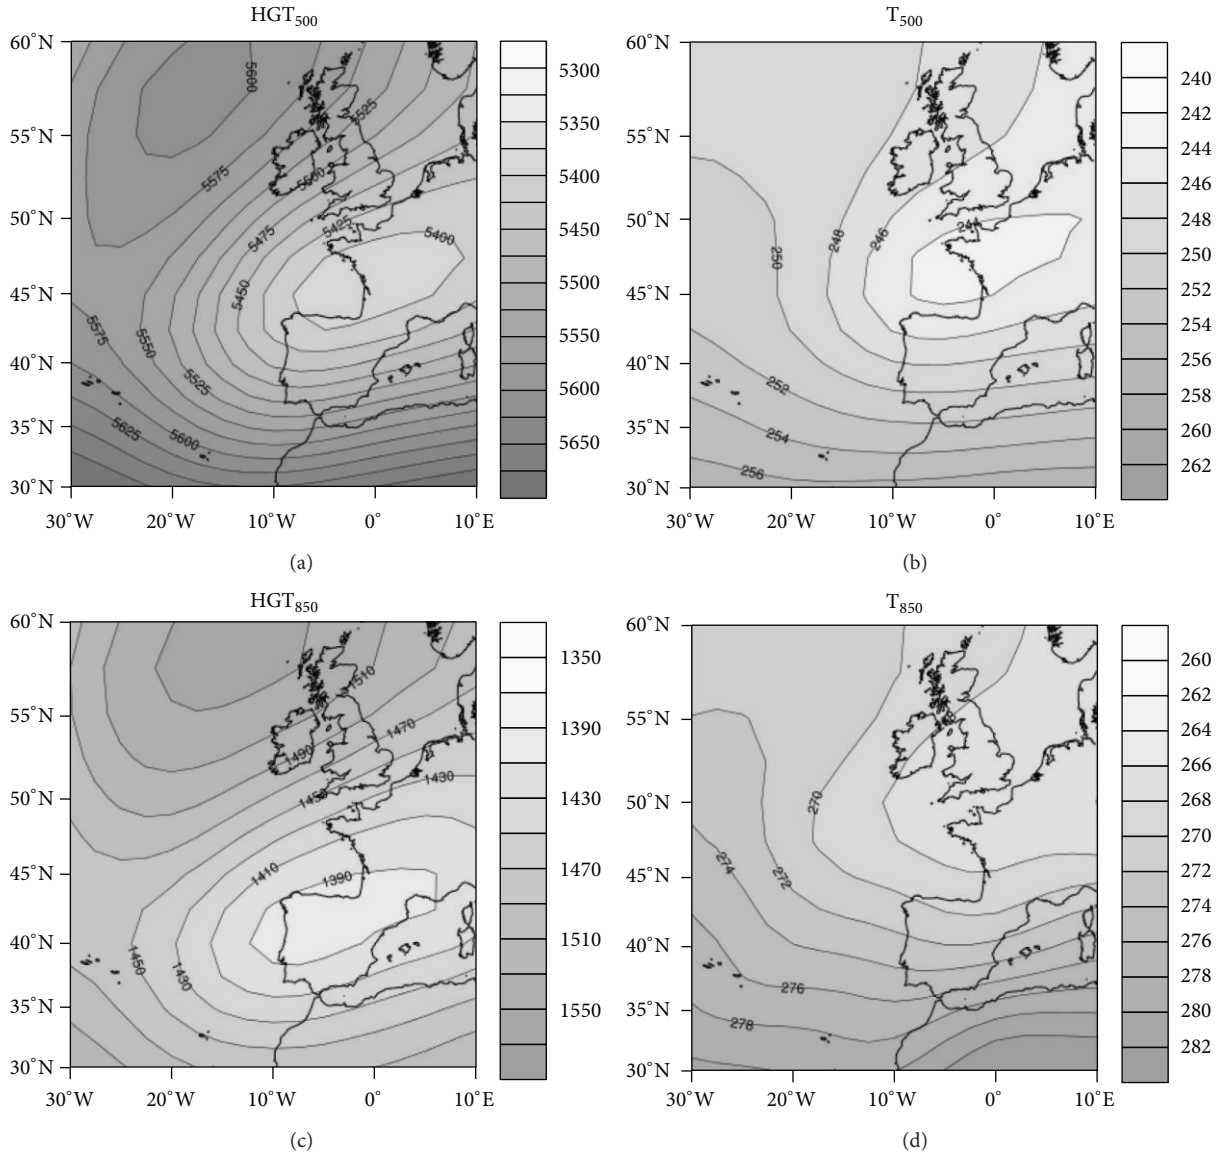 HGT500
60°N
55°N
50°N
45°N
40°N
35°N
30°N
30°W
20°W
10°W
0°
10°E
5600
5525
5575
5500
5475
5425
5400
5450
5575
5550
5525
5625
5600
5300
5350
5400
5450
5500
5550
5600
5650
(a)
T500
60°N
55°N
50°N
45°N
40°N
35°N
30°N
30°W
20°W
10°W
0°
10°E
244
248
246
250
252
254
256
240
242
244
246
248
250
252
254
256
258
260
262
(b)
HGT850
60°N
55°N
50°N
45°N
40°N
35°N
30°N
30°W
20°W
10°W
0°
10°E
1510
1470
1490
1430
1450
1410
1390
1450
1430
1350
1390
1430
1470
1510
1550
(c)
T850
60°N
55°N
50°N
45°N
40°N
35°N
30°N
30°W
20°W
10°W
0°
10°E
270
274
272
276
278
260
262
264
266
268
270
272
274
276
278
280
282
(d)